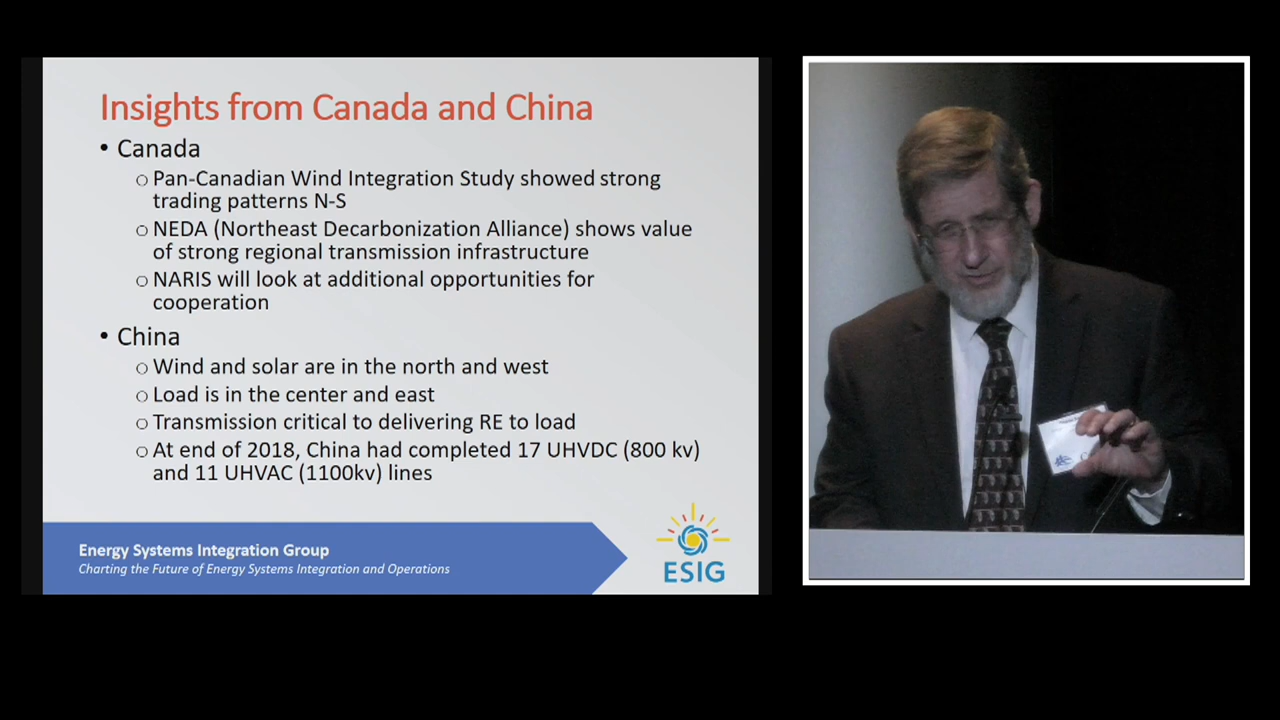 Insights from Canada and China
• Canada
○ Pan-Canadian Wind Integration Study showed strong
trading patterns N-S
○ NEDA (Northeast Decarbonization Alliance) shows value
of strong regional transmission infrastructure
○ NARIS will look at additional opportunities for
cooperation
• China
○ Wind and solar are in the north and west
○ Load is in the center and east
○ Transmission critical to delivering RE to load
○ At end of 2018, China had completed 17 UHVDC (800 kv)
and 11 UHVAC (1100kv) lines
Energy Systems Integration Group
Charting the Future of Energy Systems Integration and Operations
ESIG